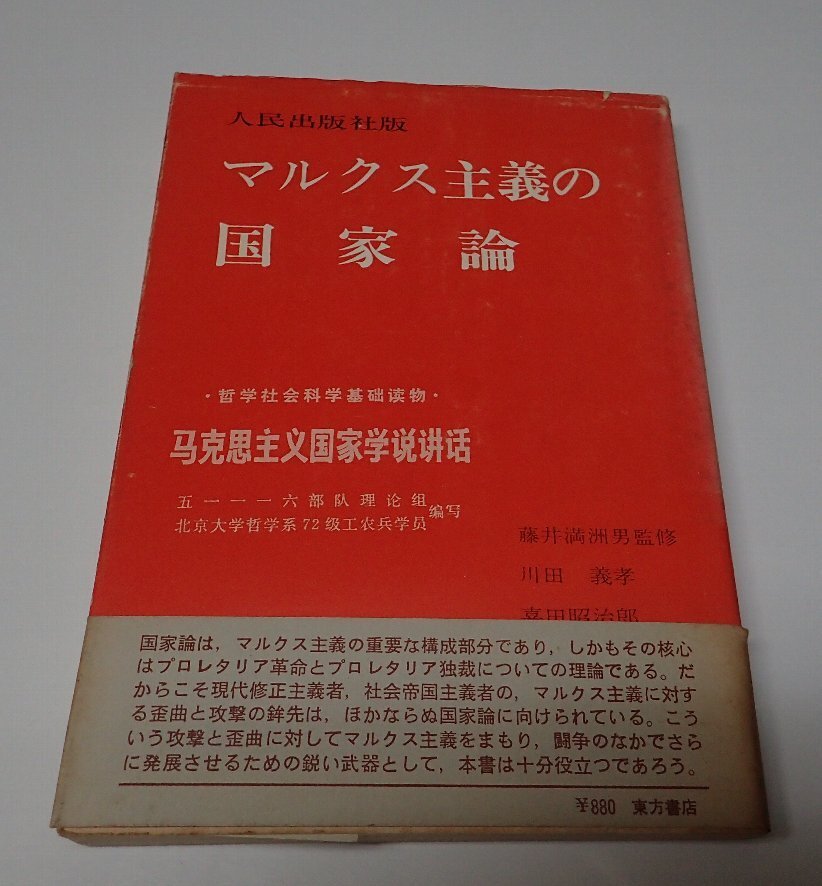 人民出版社版
マルクス主義の
国家論
・哲学社会科学基础读物・
马克思主义国家学说讲话
五一一一六部队理论组
北京大学哲学系72级工农兵学员
编写
藤井満洲男監修
川田 義孝
喜田昭治郎
国家論は，マルクス主義の重要な構成部分であり，しかもその核心
はプロレタリア革命とプロレタリア独裁についての理論である。だ
からこそ現代修正主義者，社会帝国主義者の，マルクス主義に対す
る歪曲と攻撃の鉾先は，ほかならぬ国家論に向けられている。こう
いう攻撃と歪曲に対してマルクス主義をまもり，闘争のなかでさら
に発展させるための鋭い武器として，本書は十分役立つであろう。
¥880 東方書店